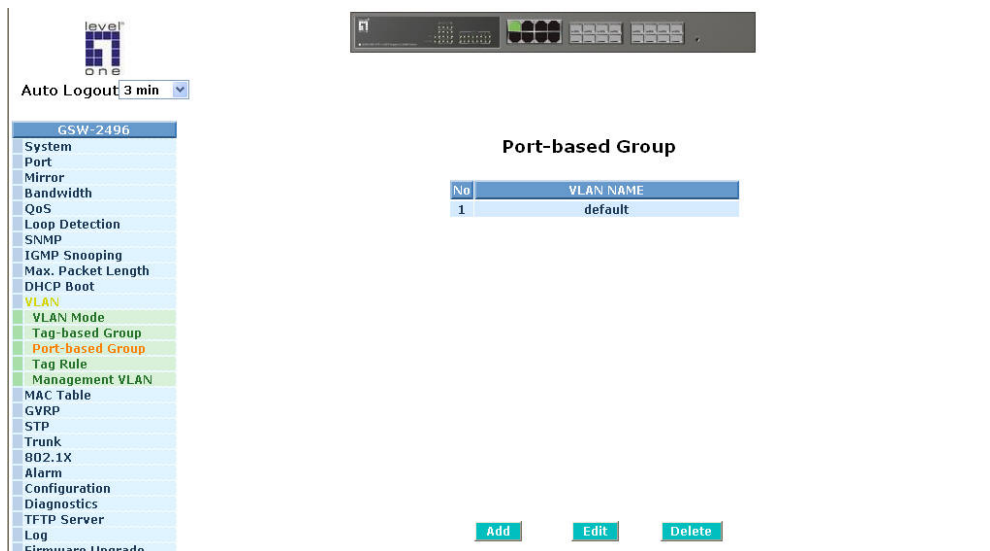 level
one
Auto Logout 3 min
GSW-2496
System
Port
Mirror
Bandwidth
QoS
Loop Detection
SNMP
IGMP Snooping
Max. Packet Length
DHCP Boot
VLAN
VLAN Mode
Tag-based Group
Port-based Group
Tag Rule
Management VLAN
MAC Table
GVRP
STP
Trunk
802.1X
Alarm
Configuration
Diagnostics
TFTP Server
Log
Firmware Upgrade
Port-based Group
No VLAN NAME
1 default
Add Edit Delete